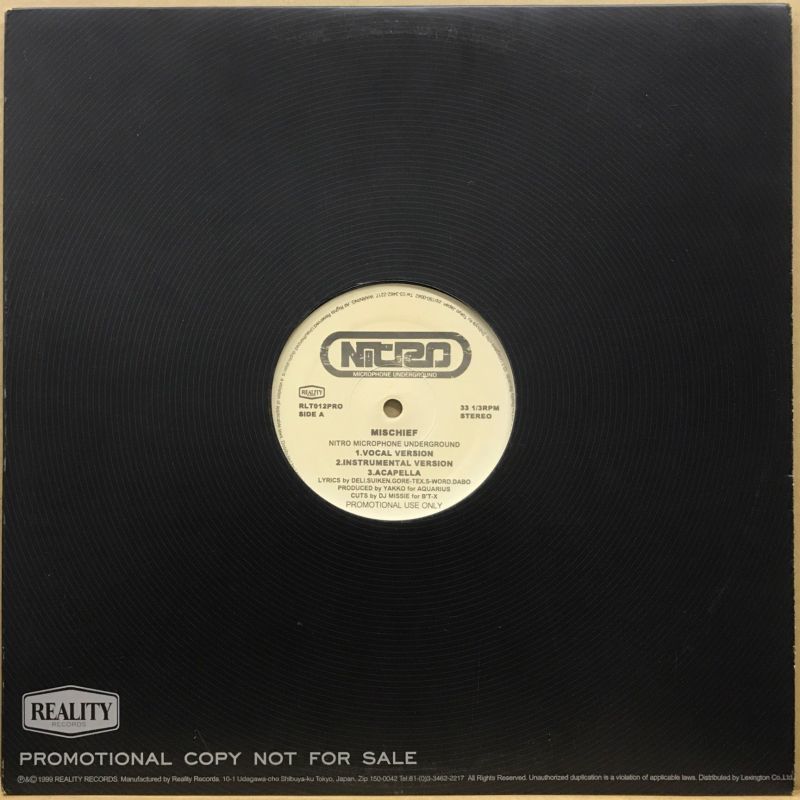 NITRO
MICROPHONE UNDERGROUND
REALITY
RLT012PRO
SIDE A
33 1/3RPM
STEREO
MISCHIEF
NITRO MICROPHONE UNDERGROUND
1.VOCAL VERSION
2.INSTRUMENTAL VERSION
3.ACAPELLA
LYRICS by DELI.SUIKEN.GORE-TEX.S-WORD.DABO
PRODUCED by YAKKO for AQUARIUS
CUTS by DJ MISSIE for B'T-X
PROMOTIONAL USE ONLY
REALITY
RECORDS
PROMOTIONAL COPY NOT FOR SALE
℗&© 1999 REALITY RECORDS. Manufactured by Reality Records. 10-1 Udagawa-cho Shibuya-ku Tokyo, Japan. Zip 150-0042 Tel:81-(0)3-3462-2217 All Rights Reserved. Unauthorized duplication is a violation of applicable laws. Distributed by Lexington Co.,Ltd.